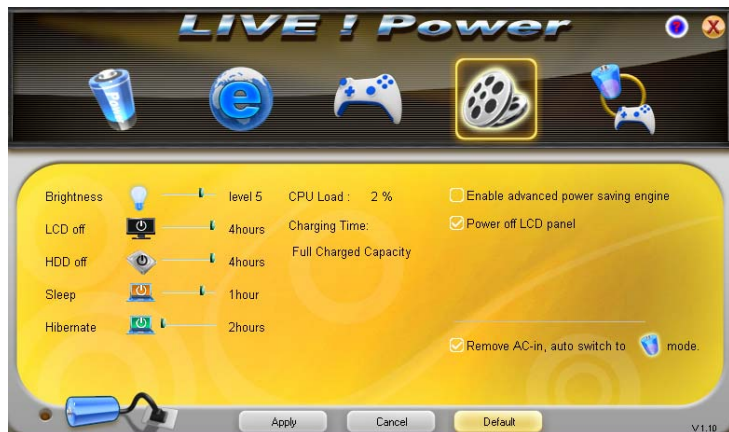 LIVE ! Power
Brightness level 5
LCD off 4hours
HDD off 4hours
Sleep 1hour
Hibernate 2hours
CPU Load : 2 %
Charging Time:
Full Charged Capacity
Enable advanced power saving engine
Power off LCD panel
Remove AC-in, auto switch to mode.
Apply Cancel Default
V1.10